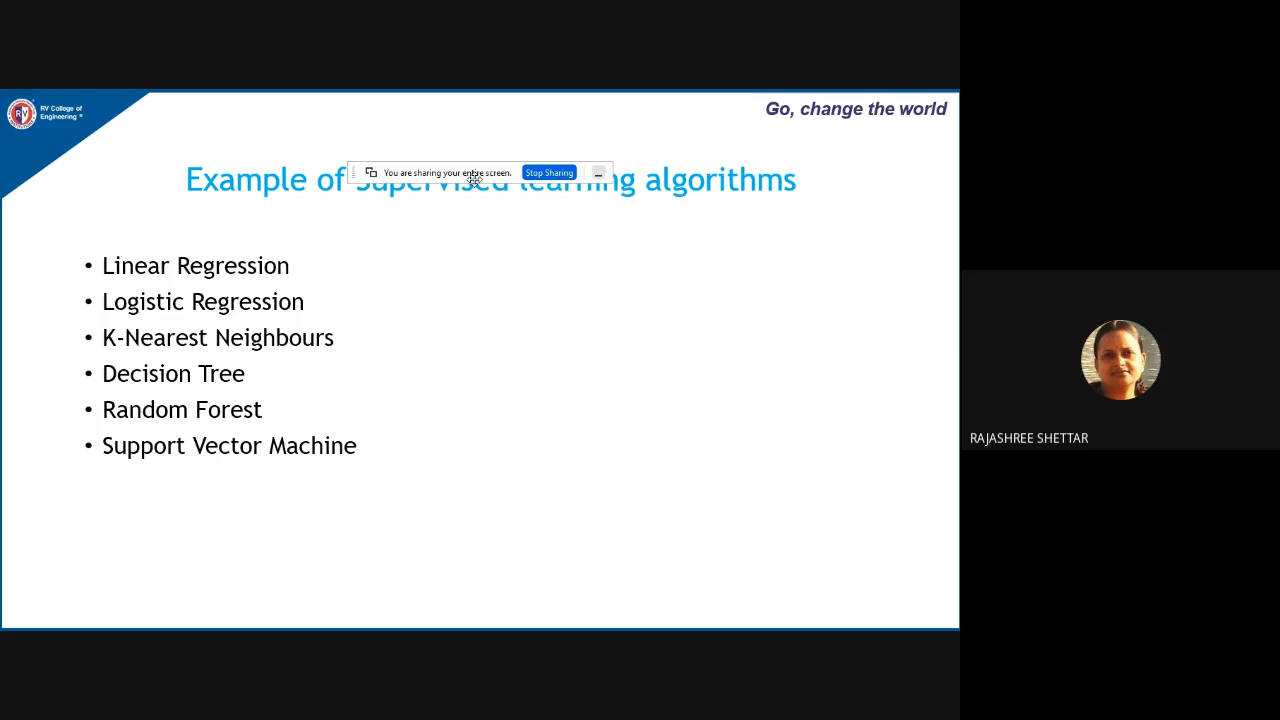 RV College of
Engineering ®
Go, change the world
You are sharing your entire screen. Stop Sharing
Example of Supervised learning algorithms
• Linear Regression
• Logistic Regression
• K-Nearest Neighbours
• Decision Tree
• Random Forest
• Support Vector Machine
RAJASHREE SHETTAR